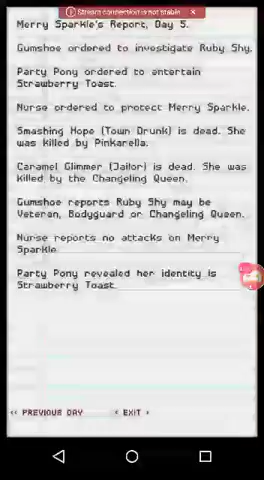 Stream connection is not stable
Merry Sparkle's Report, Day 5.
Gumshoe ordered to investigate Ruby Shy.
Party Pony ordered to entertain
Strawberry Toast.
Nurse ordered to protect Merry Sparkle.
Smashing Hope (Town Drunk) is dead. She
was killed by Pinkarella.
Caramel Glimmer (Jailor) is dead. She was
killed by the Changeling Queen.
Gumshoe reports Ruby Shy may be
Veteran, Bodyguard or Changeling Queen.
Nurse reports no attacks on Merry
Sparkle.
Party Pony revealed her identity is
Strawberry Toast.
<< PREVIOUS DAY < EXIT >